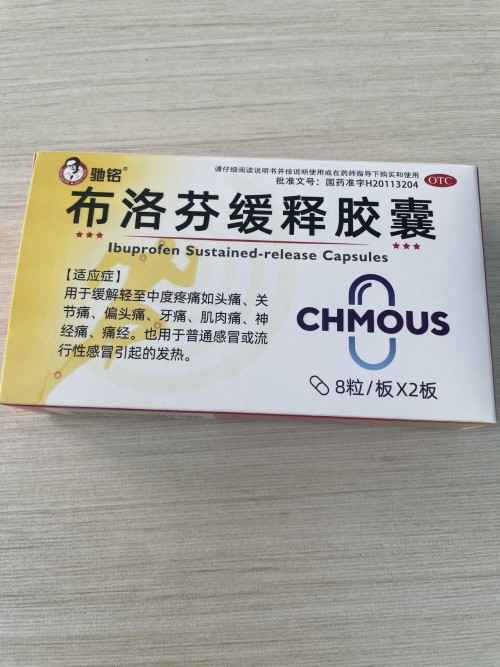 驰铭®
请仔细阅读说明书并按说明使用或在药师指导下购买和使用
批准文号：国药准字H20113204
OTC
布洛芬缓释胶囊
Ibuprofen Sustained-release Capsules
【适应症】
用于缓解轻至中度疼痛如头痛、关
节痛、偏头痛、牙痛、肌肉痛、神
经痛、痛经。也用于普通感冒或流
行性感冒引起的发热。
CHMOUS
8粒/板X2板